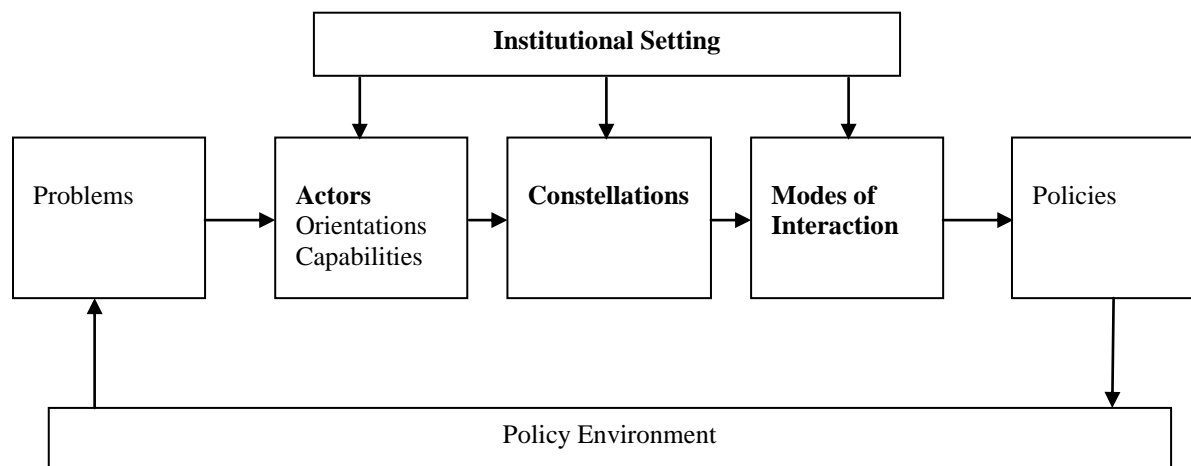 Institutional Setting
Problems
Actors
Orientations
Capabilities
Constellations
Modes of
Interaction
Policies
Policy Environment